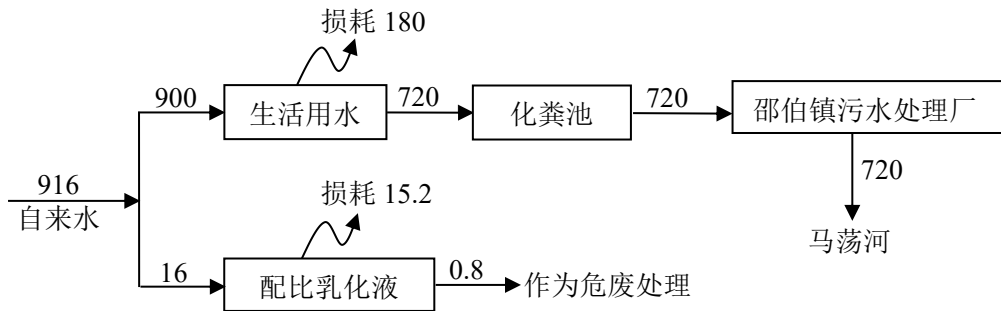 损耗 180
900
生活用水
720
化粪池
720
邵伯镇污水处理厂
720
马荡河
916
自来水
损耗 15.2
16
配比乳化液
0.8
作为危废处理